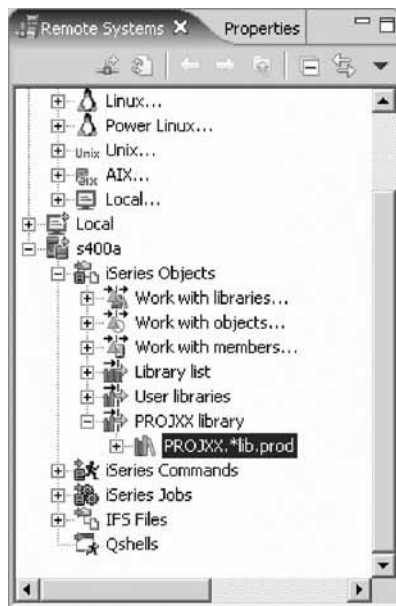 Remote Systems
Properties
Linux...
Power Linux...
Unix Unix...
AIX AIX...
Local...
Local
s400a
iSeries Objects
Work with libraries...
Work with objects...
Work with members...
Library list
User libraries
PROJXX library
PROJXX.*lib.prod
iSeries Commands
iSeries Jobs
IFS Files
Qshells